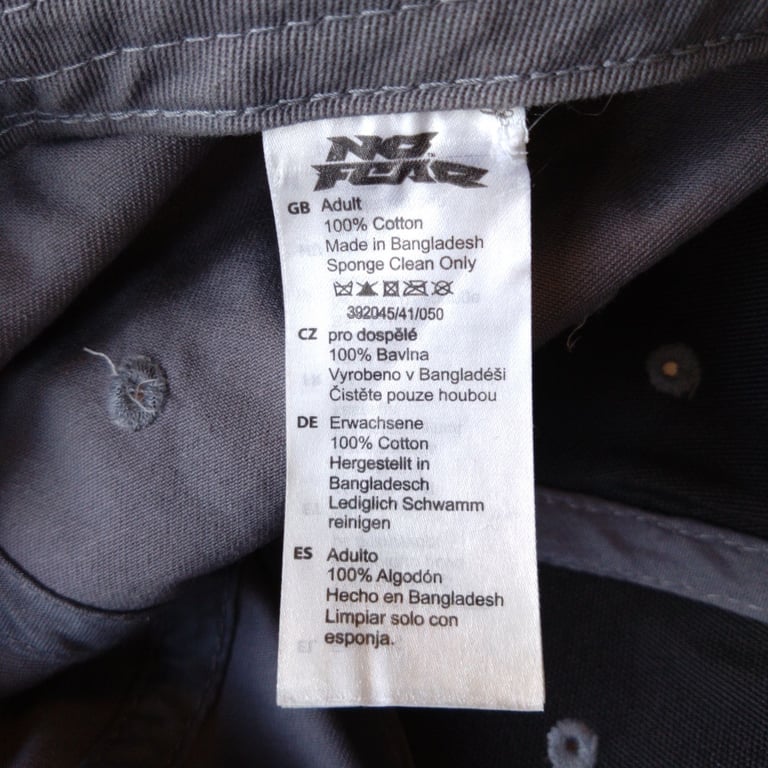 NO FEAR™
GB Adult
100% Cotton
Made in Bangladesh
Sponge Clean Only
392045/41/050
CZ pro dospělé
100% Bavlna
Vyrobeno v Bangladéši
Čistěte pouze houbou
DE Erwachsene
100% Cotton
Hergestellt in
Bangladesch
Lediglich Schwamm
reinigen
ES Adulto
100% Algodón
Hecho en Bangladesh
Limpiar solo con
esponja.